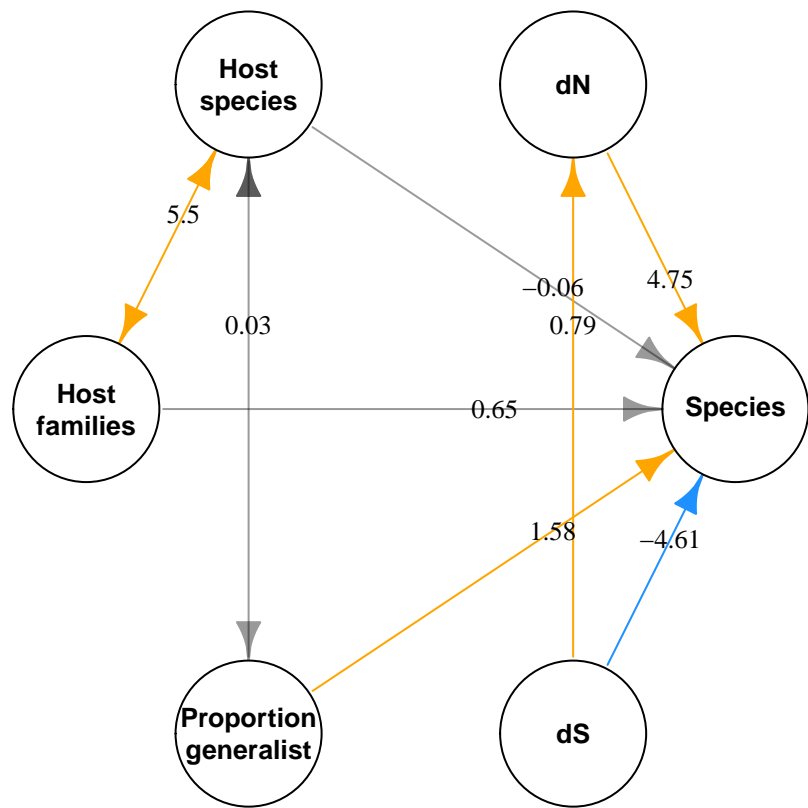 Host
species
dN
5.5
–0.06
4.75
0.03
0.79
Host
families
0.65
Species
1.58
–4.61
Proportion
generalist
dS